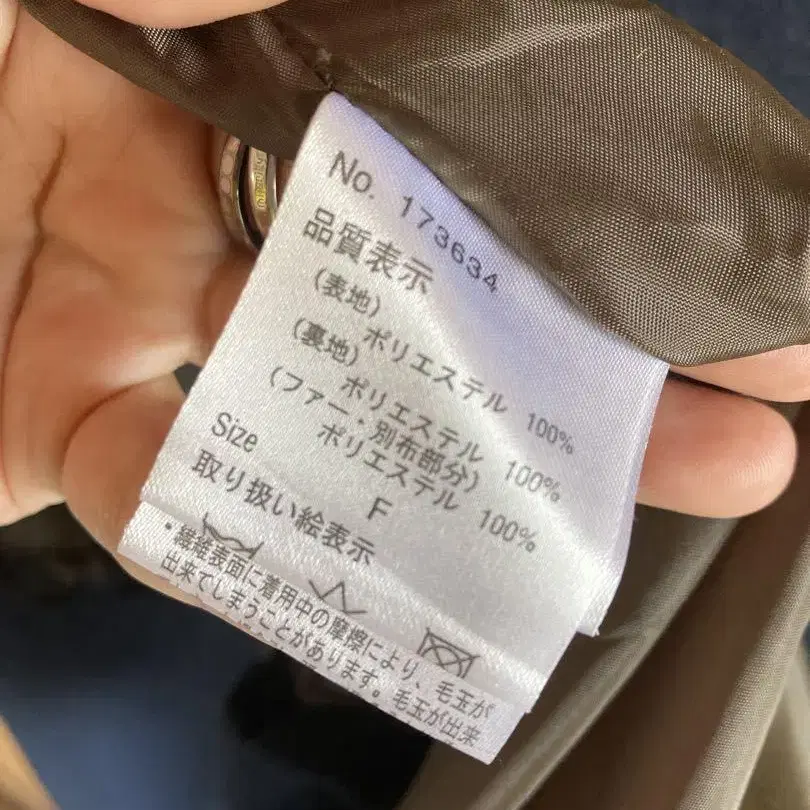 No. 173634
品質表示
(表地)
ポリエステル 100%
(裏地)
ポリエステル 100%
(ファー・別布部分)
ポリエステル 100%
Size F
取り扱い絵表示
・繊維表面に着用中の摩擦により、毛玉が
出来てしまうことがあります。毛玉が出来